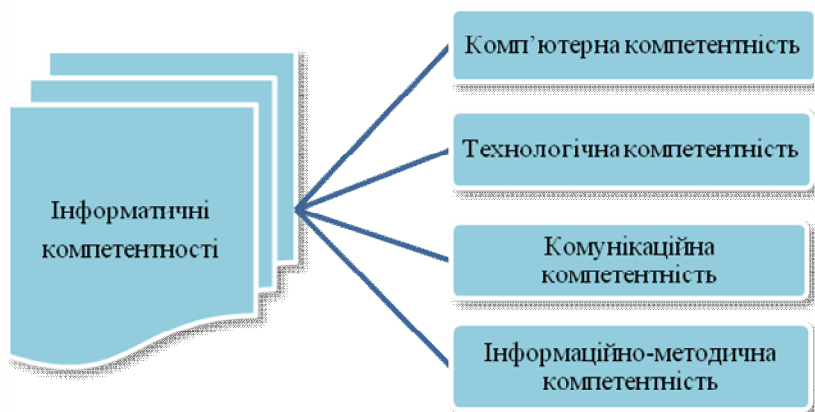 Інформатичні
компетентності
Комп’ютерна компетентність
Технологічна компетентність
Комунікаційна
компетентність
Інформаційно-методична
компетентність